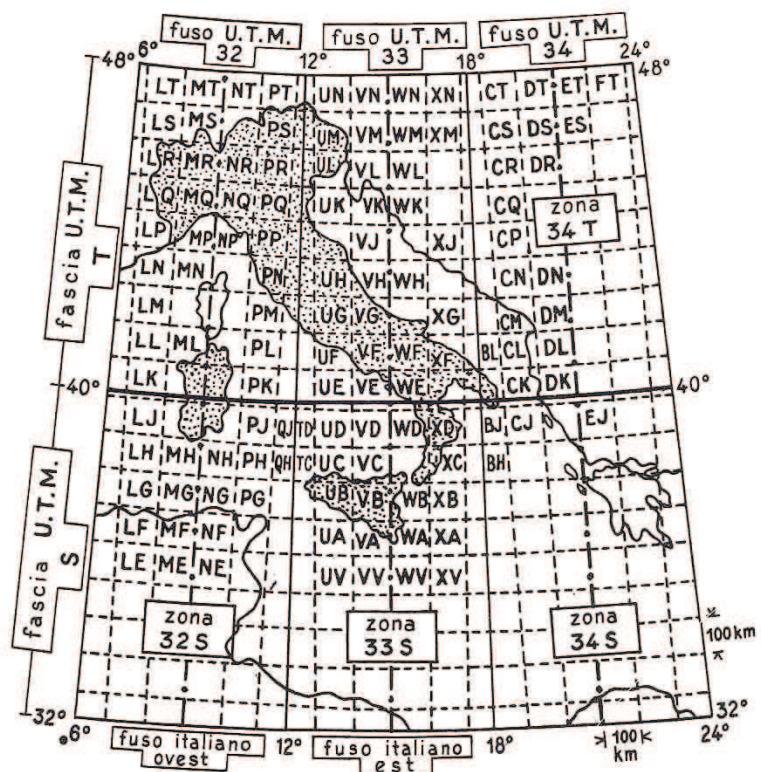 fuso U.T.M. 32
fuso U.T.M. 33
fuso U.T.M. 34
48° 6° 12° 18° 24° 48°
LT MT NT PT UN VN WN XN CT DT ET FT
LS MS PS UM VM WM XM CS DS ES
LR MR NR PR UL VL WL CR DR
LQ MQ NQ PQ UK VK WK CQ
zona
34T
LP MP NP PP VJ XJ CP
LN MN PN UH VH WH CN DN
LM PM UG VG XG CM DM
LL ML PL UF VF WF XF BL CL DL
LK PK UE VE WE CK DK
fascia U.T.M.
T
40° 40°
LJ PJ QJ TD UD VD WD XD BJ CJ EJ
LH MH NH PH QH TC UC VC XC BH
LG MG NG PG UB VB WB XB
LF MF NF UA VA WA XA
LE ME NE UV VV WV XV
fascia U.T.M.
S
zona
32S
zona
33S
zona
34S
100km
32° 32°
6° 12° 18° 24°
fuso italiano
ovest
fuso italiano
est
100
km